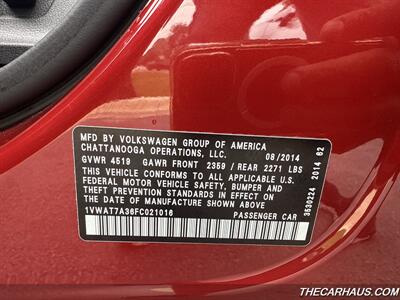 MFD BY VOLKSWAGEN GROUP OF AMERICA
CHATTANOOGA OPERATIONS, LLC. 08/2014
GVWR 4519 GAWR FRONT 2359 / REAR 2271 LBS
THIS VEHICLE CONFORMS TO ALL APPLICABLE U.S.
FEDERAL MOTOR VEHICLE SAFETY, BUMPER AND
THEFT PREVENTION STANDARDS IN EFFECT ON
THE DATE OF MANUFACTURE SHOWN ABOVE
1VWAT7A36FC021016 PASSENGER CAR
3530224 2014 62
THECARHAUS.COM